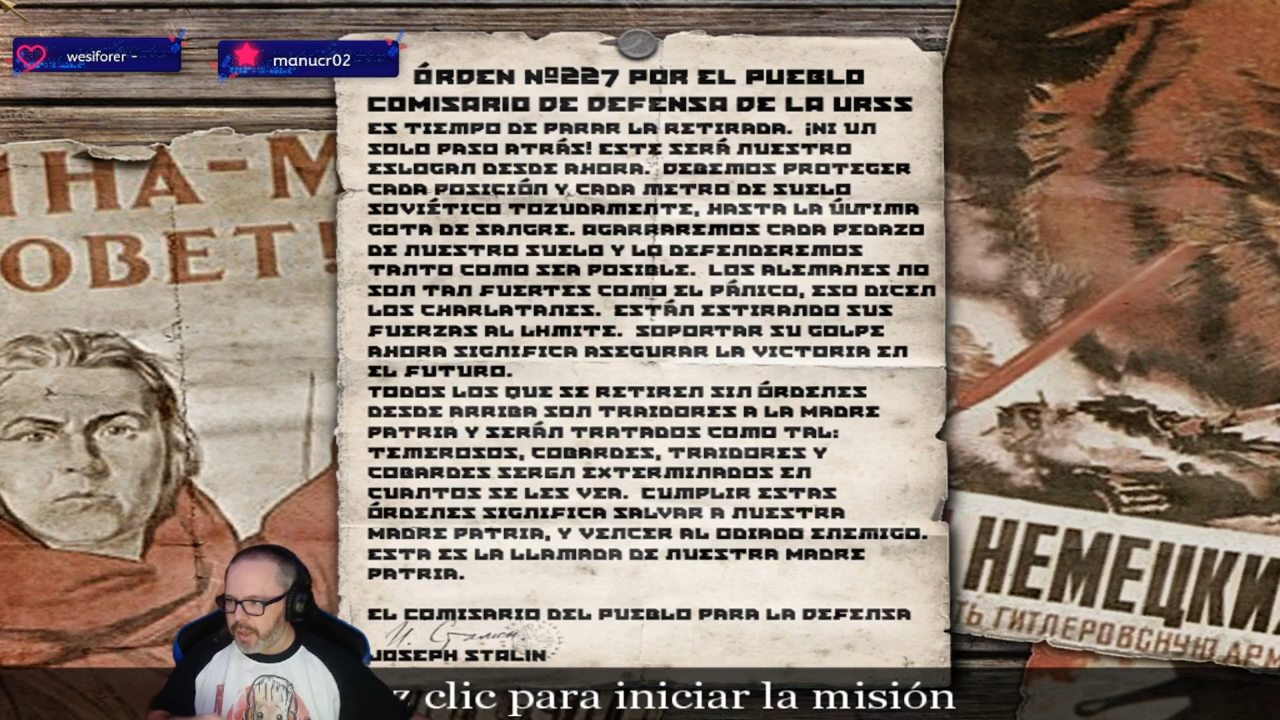 wesiforer -
manucr02
ÓRDEN Nº227 POR EL PUEBLO
COMISARIO DE DEFENSA DE LA URSS
ES TIEMPO DE PARAR LA RETIRADA. ¡NI UN
SOLO PASO ATRÁS! ESTE SERÁ NUESTRO
ESLOGAN DESDE AHORA. DEBEMOS PROTEGER
CADA POSICIÓN Y CADA METRO DE SUELO
SOVIÉTICO TOZUDAMENTE, HASTA LA ÚLTIMA
GOTA DE SANGRE. AGARRAREMOS CADA PEDAZO
DE NUESTRO SUELO Y LO DEFENDEREMOS
TANTO COMO SEA POSIBLE. LOS ALEMANES NO
SON TAN FUERTES COMO EL PÁNICO, ESO DICEN
LOS CHARLATANES. ESTÁN ESTIRANDO SUS
FUERZAS AL LHMITE. SOPORTAR SU GOLPE
AHORA SIGNIFICA ASEGURAR LA VICTORIA EN
EL FUTURO.
TODOS LOS QUE SE RETIREN SIN ÓRDENES
DESDE ARRIBA SON TRAIDORES A LA MADRE
PATRIA Y SERÁN TRATADOS COMO TAL:
TEMEROSOS, COBARDES, TRAIDORES Y
COBARDES SERGN EXTERMINADOS EN
CUANTOS SE LES VEA. CUMPLIR ESTAS
ÓRDENES SIGNIFICA SALVAR A NUESTRA
MADRE PATRIA, Y VENCER AL ODIADO ENEMIGO.
ESTA ES LA LLAMADA DE NUESTRA MADRE
PATRIA.
EL COMISARIO DEL PUEBLO PARA LA DEFENSA
JOSEPH STALIN
ИНА-М
ОВЕТ!
НЕМЕЦКИ
ТЬ ГИТЛЕРОВСКУЮ АРМ
z clic para iniciar la misión